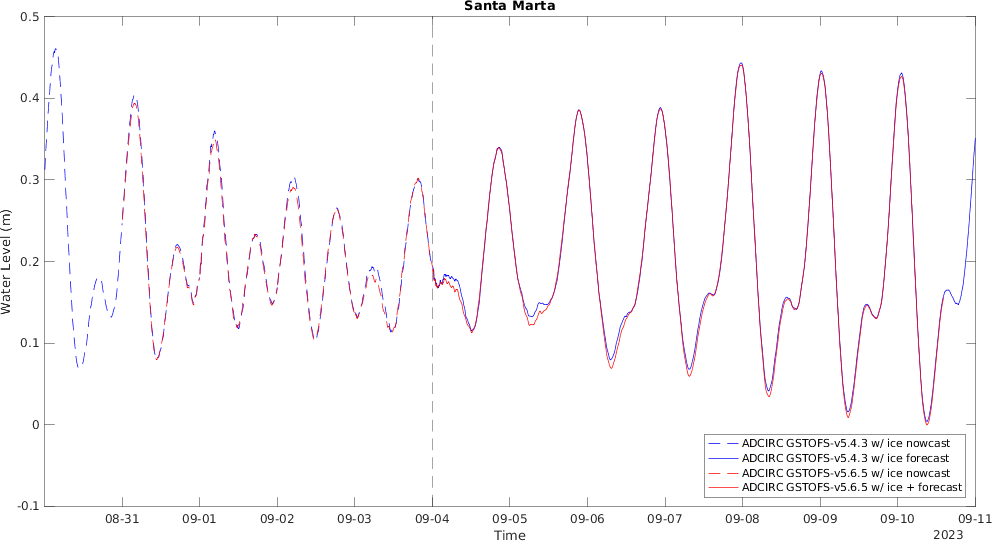 Santa Marta
0.5
0.4
0.3
0.2
0.1
0
-0.1
Water Level (m)
08-31 09-01 09-02 09-03 09-04 09-05 09-06 09-07 09-08 09-09 09-10 09-11
Time
2023
ADCIRC GSTOFS-v5.4.3 w/ ice nowcast
ADCIRC GSTOFS-v5.4.3 w/ ice forecast
ADCIRC GSTOFS-v5.6.5 w/ ice nowcast
ADCIRC GSTOFS-v5.6.5 w/ ice + forecast